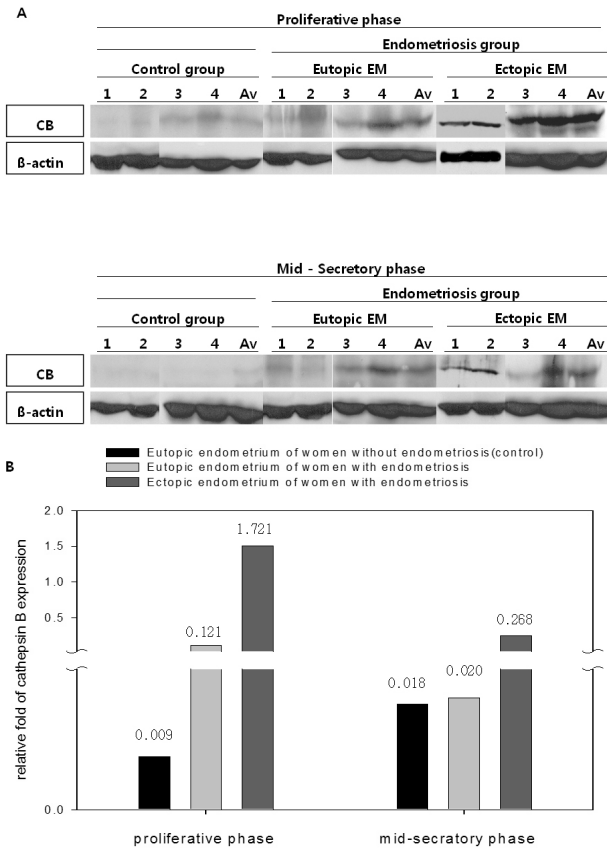 A
Proliferative phase
Endometriosis group
Control group Eutopic EM Ectopic EM
1 2 3 4 Av 1 2 3 4 Av 1 2 3 4 Av
CB
ß-actin
Mid - Secretory phase
Endometriosis group
Control group Eutopic EM Ectopic EM
1 2 3 4 Av 1 2 3 4 Av 1 2 3 4 Av
CB
ß-actin
B
Eutopic endometrium of women without endometriosis(control)
Eutopic endometrium of women with endometriosis
Ectopic endometrium of women with endometriosis
relative fold of cathepsin B expression
2.0
1.5
1.0
0.5
0.0
0.009
0.121
1.721
0.018
0.020
0.268
proliferative phase mid-secratory phase